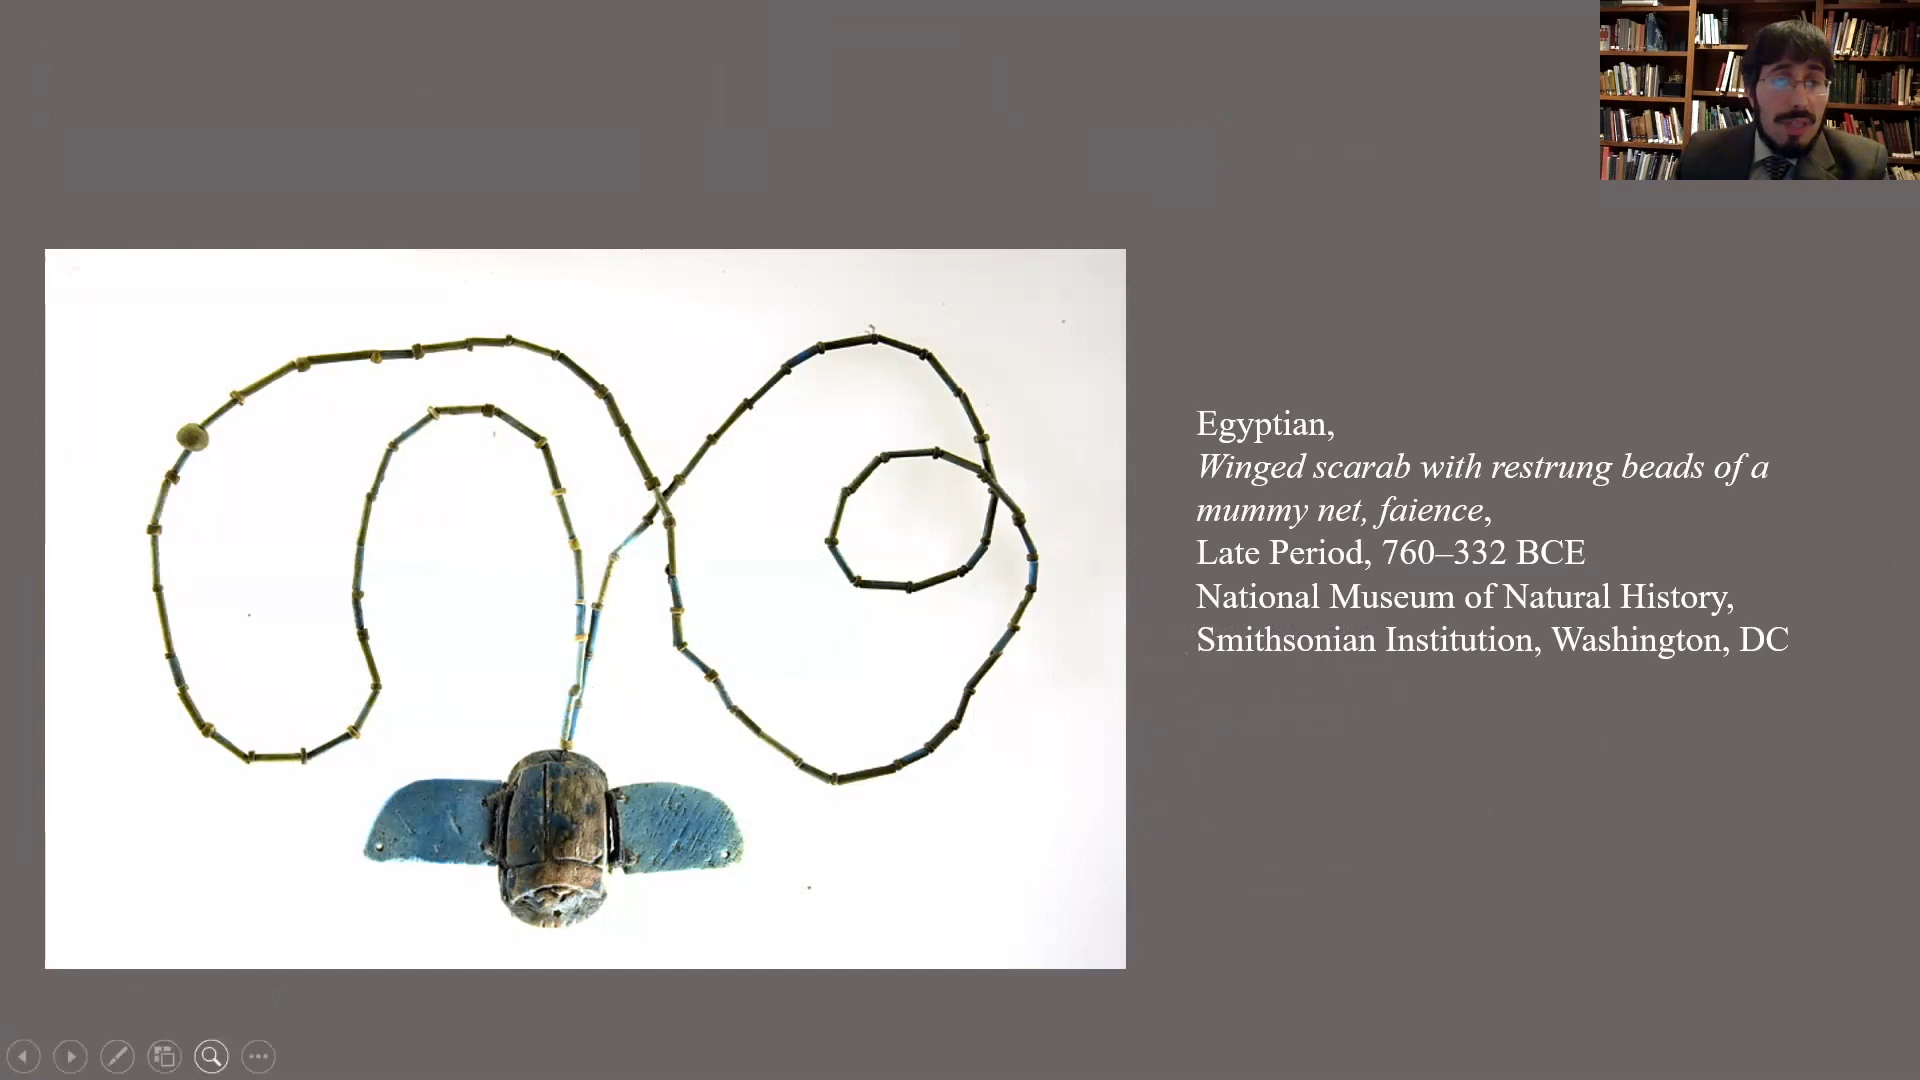 Egyptian,
Winged scarab with restrung beads of a
mummy net, faience,
Late Period, 760–332 BCE
National Museum of Natural History,
Smithsonian Institution, Washington, DC